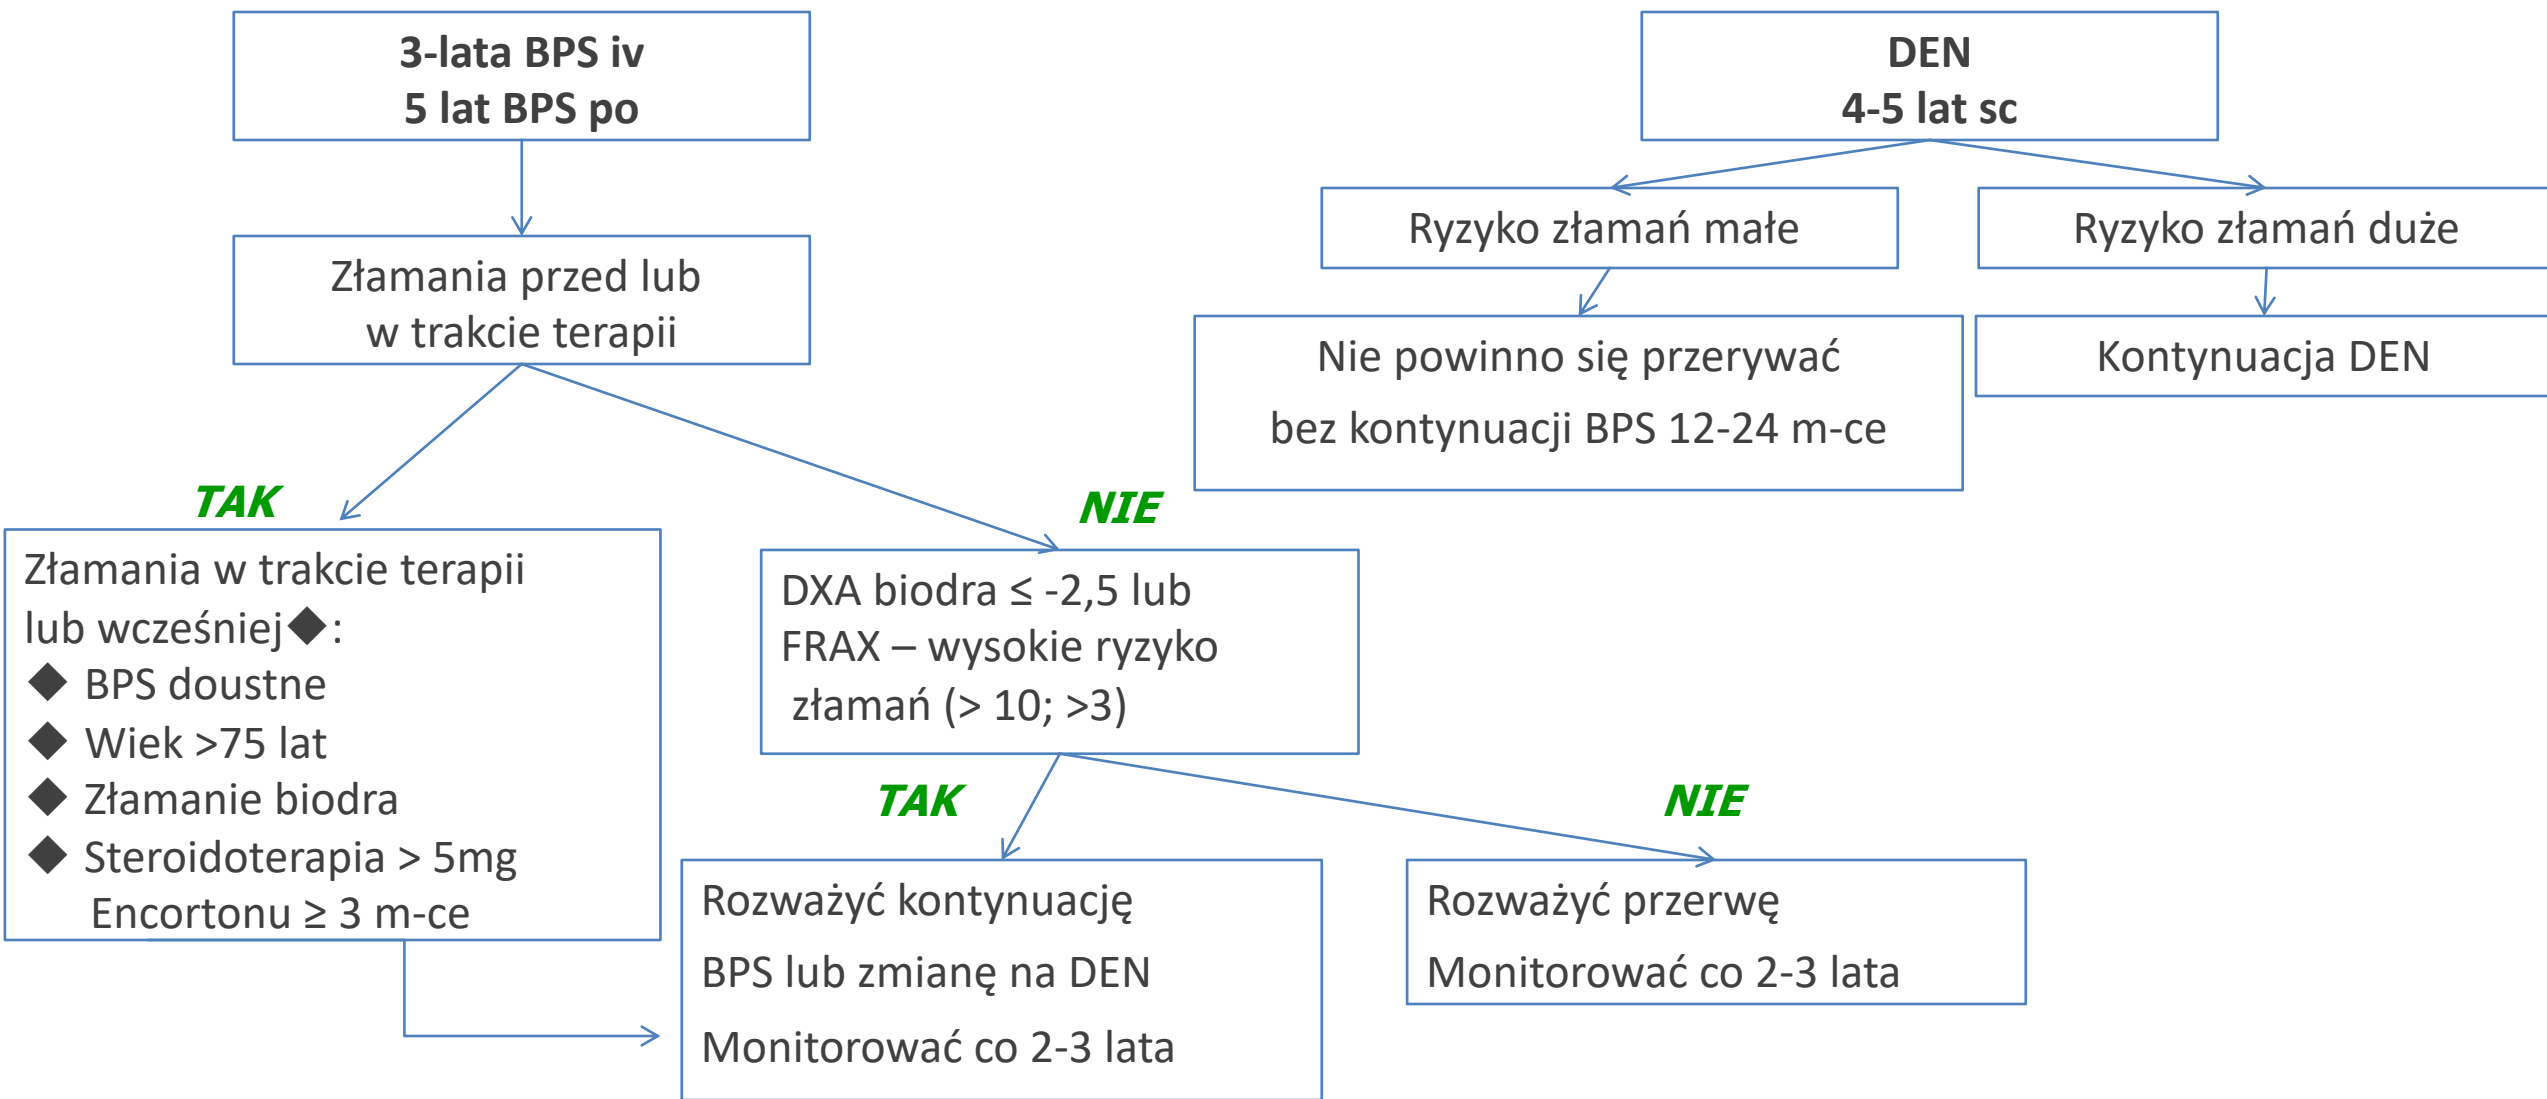 3-lata BPS iv
5 lat BPS po
DEN
4-5 lat sc
Ryzyko złamań małe
Ryzyko złamań duże
Złamania przed lub
w trakcie terapii
Nie powinno się przerywać
bez kontynuacji BPS 12-24 m-ce
Kontynuacja DEN
TAK
NIE
Złamania w trakcie terapii
lub wcześniej◆:
◆ BPS doustne
◆ Wiek >75 lat
◆ Złamanie biodra
◆ Steroidoterapia > 5mg
Encortonu ≥ 3 m-ce
DXA biodra ≤ -2,5 lub
FRAX – wysokie ryzyko
złamań (> 10; >3)
TAK
NIE
Rozważyć kontynuację
BPS lub zmianę na DEN
Monitorować co 2-3 lata
Rozważyć przerwę
Monitorować co 2-3 lata